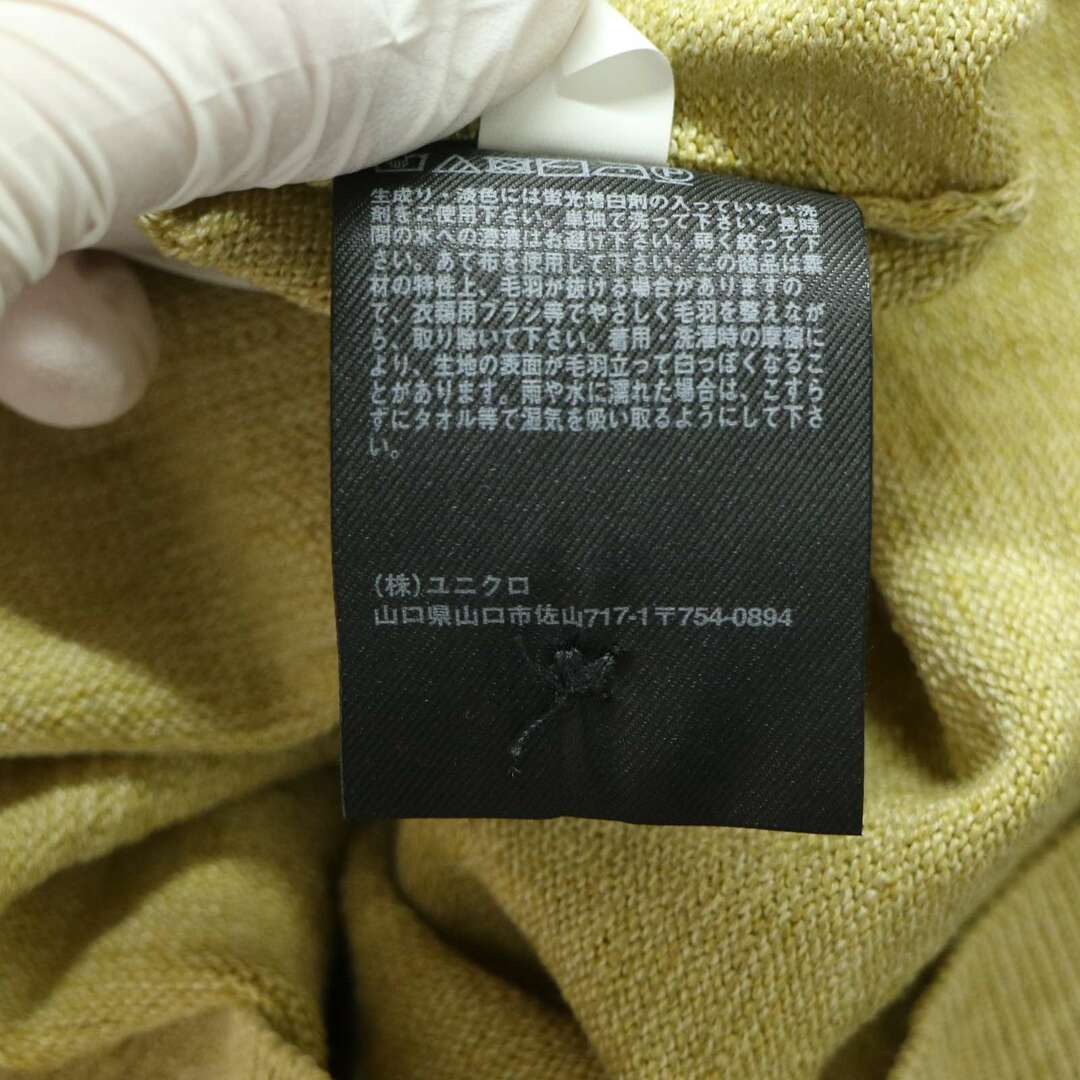 生成り・淡色には蛍光増白剤の入っていない洗
剤をご使用下さい。単独で洗って下さい。長時
間の水への浸漬はお避け下さい。弱く絞って下
さい。あて布を使用して下さい。この商品は素
材の特性上、毛羽が抜ける場合がありますの
で、衣類用ブラシ等でやさしく毛羽を整えなが
ら、取り除いて下さい。着用・洗濯時の摩擦に
より、生地の表面が毛羽立って白っぽくなるこ
とがあります。雨や水に濡れた場合は、こすら
ずにタオル等で湿気を吸い取るようにして下さ
い。
(株)ユニクロ
山口県山口市佐山717-1〒754-0894